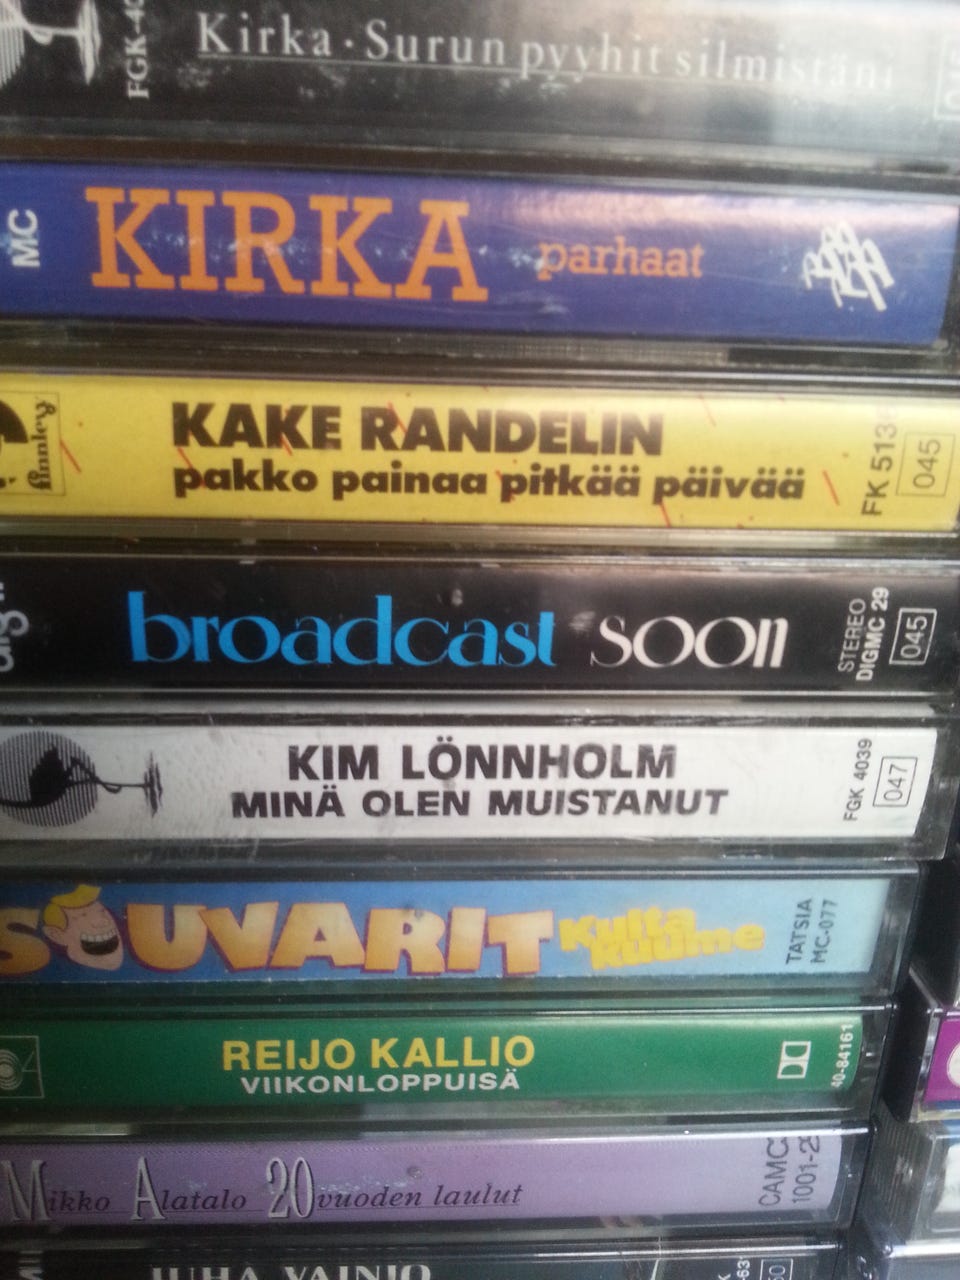 FGK-40
Kirka · Surun pyyhit silmistäni
MC
KIRKA parhaat
finnlevy
KAKE RANDELIN
pakko painaa pitkää päivää
FK 513
045
broadcast soon
STEREO
DIGMC 29
045
KIM LÖNNHOLM
MINÄ OLEN MUISTANUT
FGK 4039
047
SOUVARIT
Kulta
kuume
TATSIA
MC-077
REIJO KALLIO
VIIKONLOPPUISÄ
40-84161
Mikko Alatalo 20 vuoden laulut
CAMC
1001-2
JUHA VAINIO